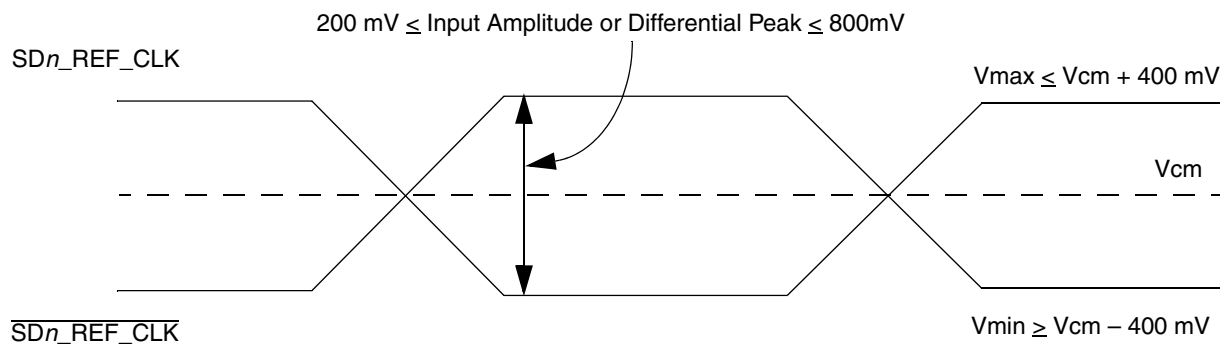 200 mV ≤ Input Amplitude or Differential Peak ≤ 800mV
SDn_REF_CLK
Vmax ≤ Vcm + 400 mV
Vcm
SDn_REF_CLK
Vmin ≥ Vcm – 400 mV